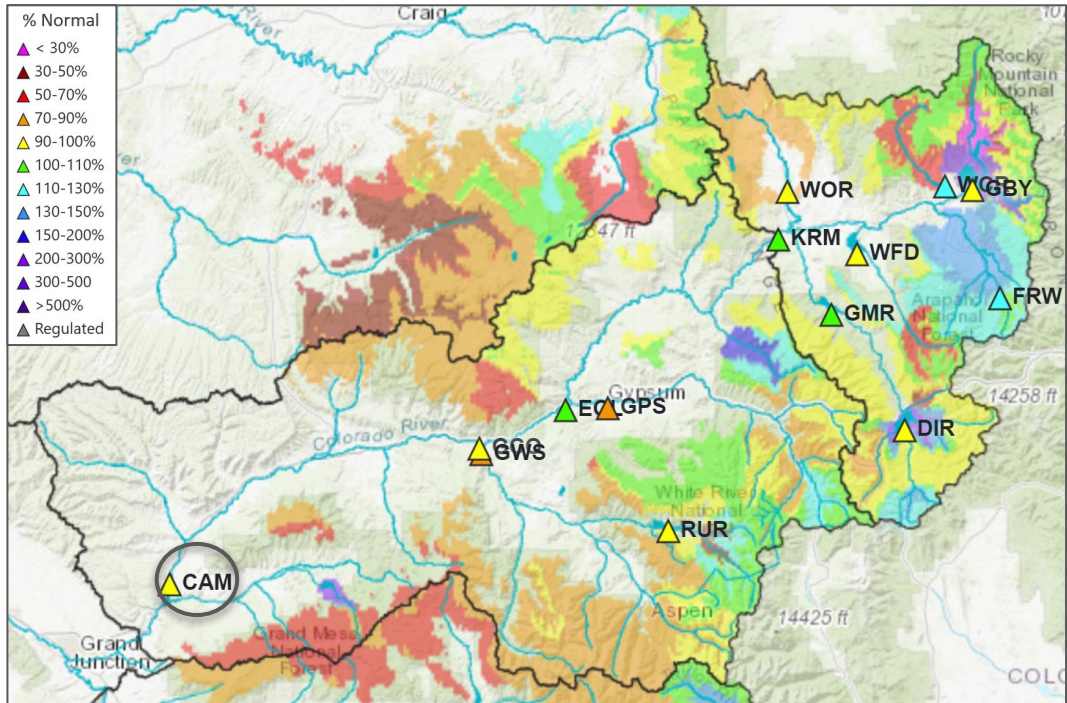 % Normal
< 30%
30-50%
50-70%
70-90%
90-100%
100-110%
110-130%
130-150%
150-200%
200-300%
300-500
>500%
Regulated
Craig
River
Rocky
Mountain
National
Park
WOR
GBY
KRM
WFD
FRW
Arapaho
National
Forest
GMR
14258 ft
Gypsum
GPS
DIR
Colorado River
GWS
White River
National
RUR
CAM
Aspen
14425 ft
Grand
Junction
Grand Mesa
National
Forest
COLO